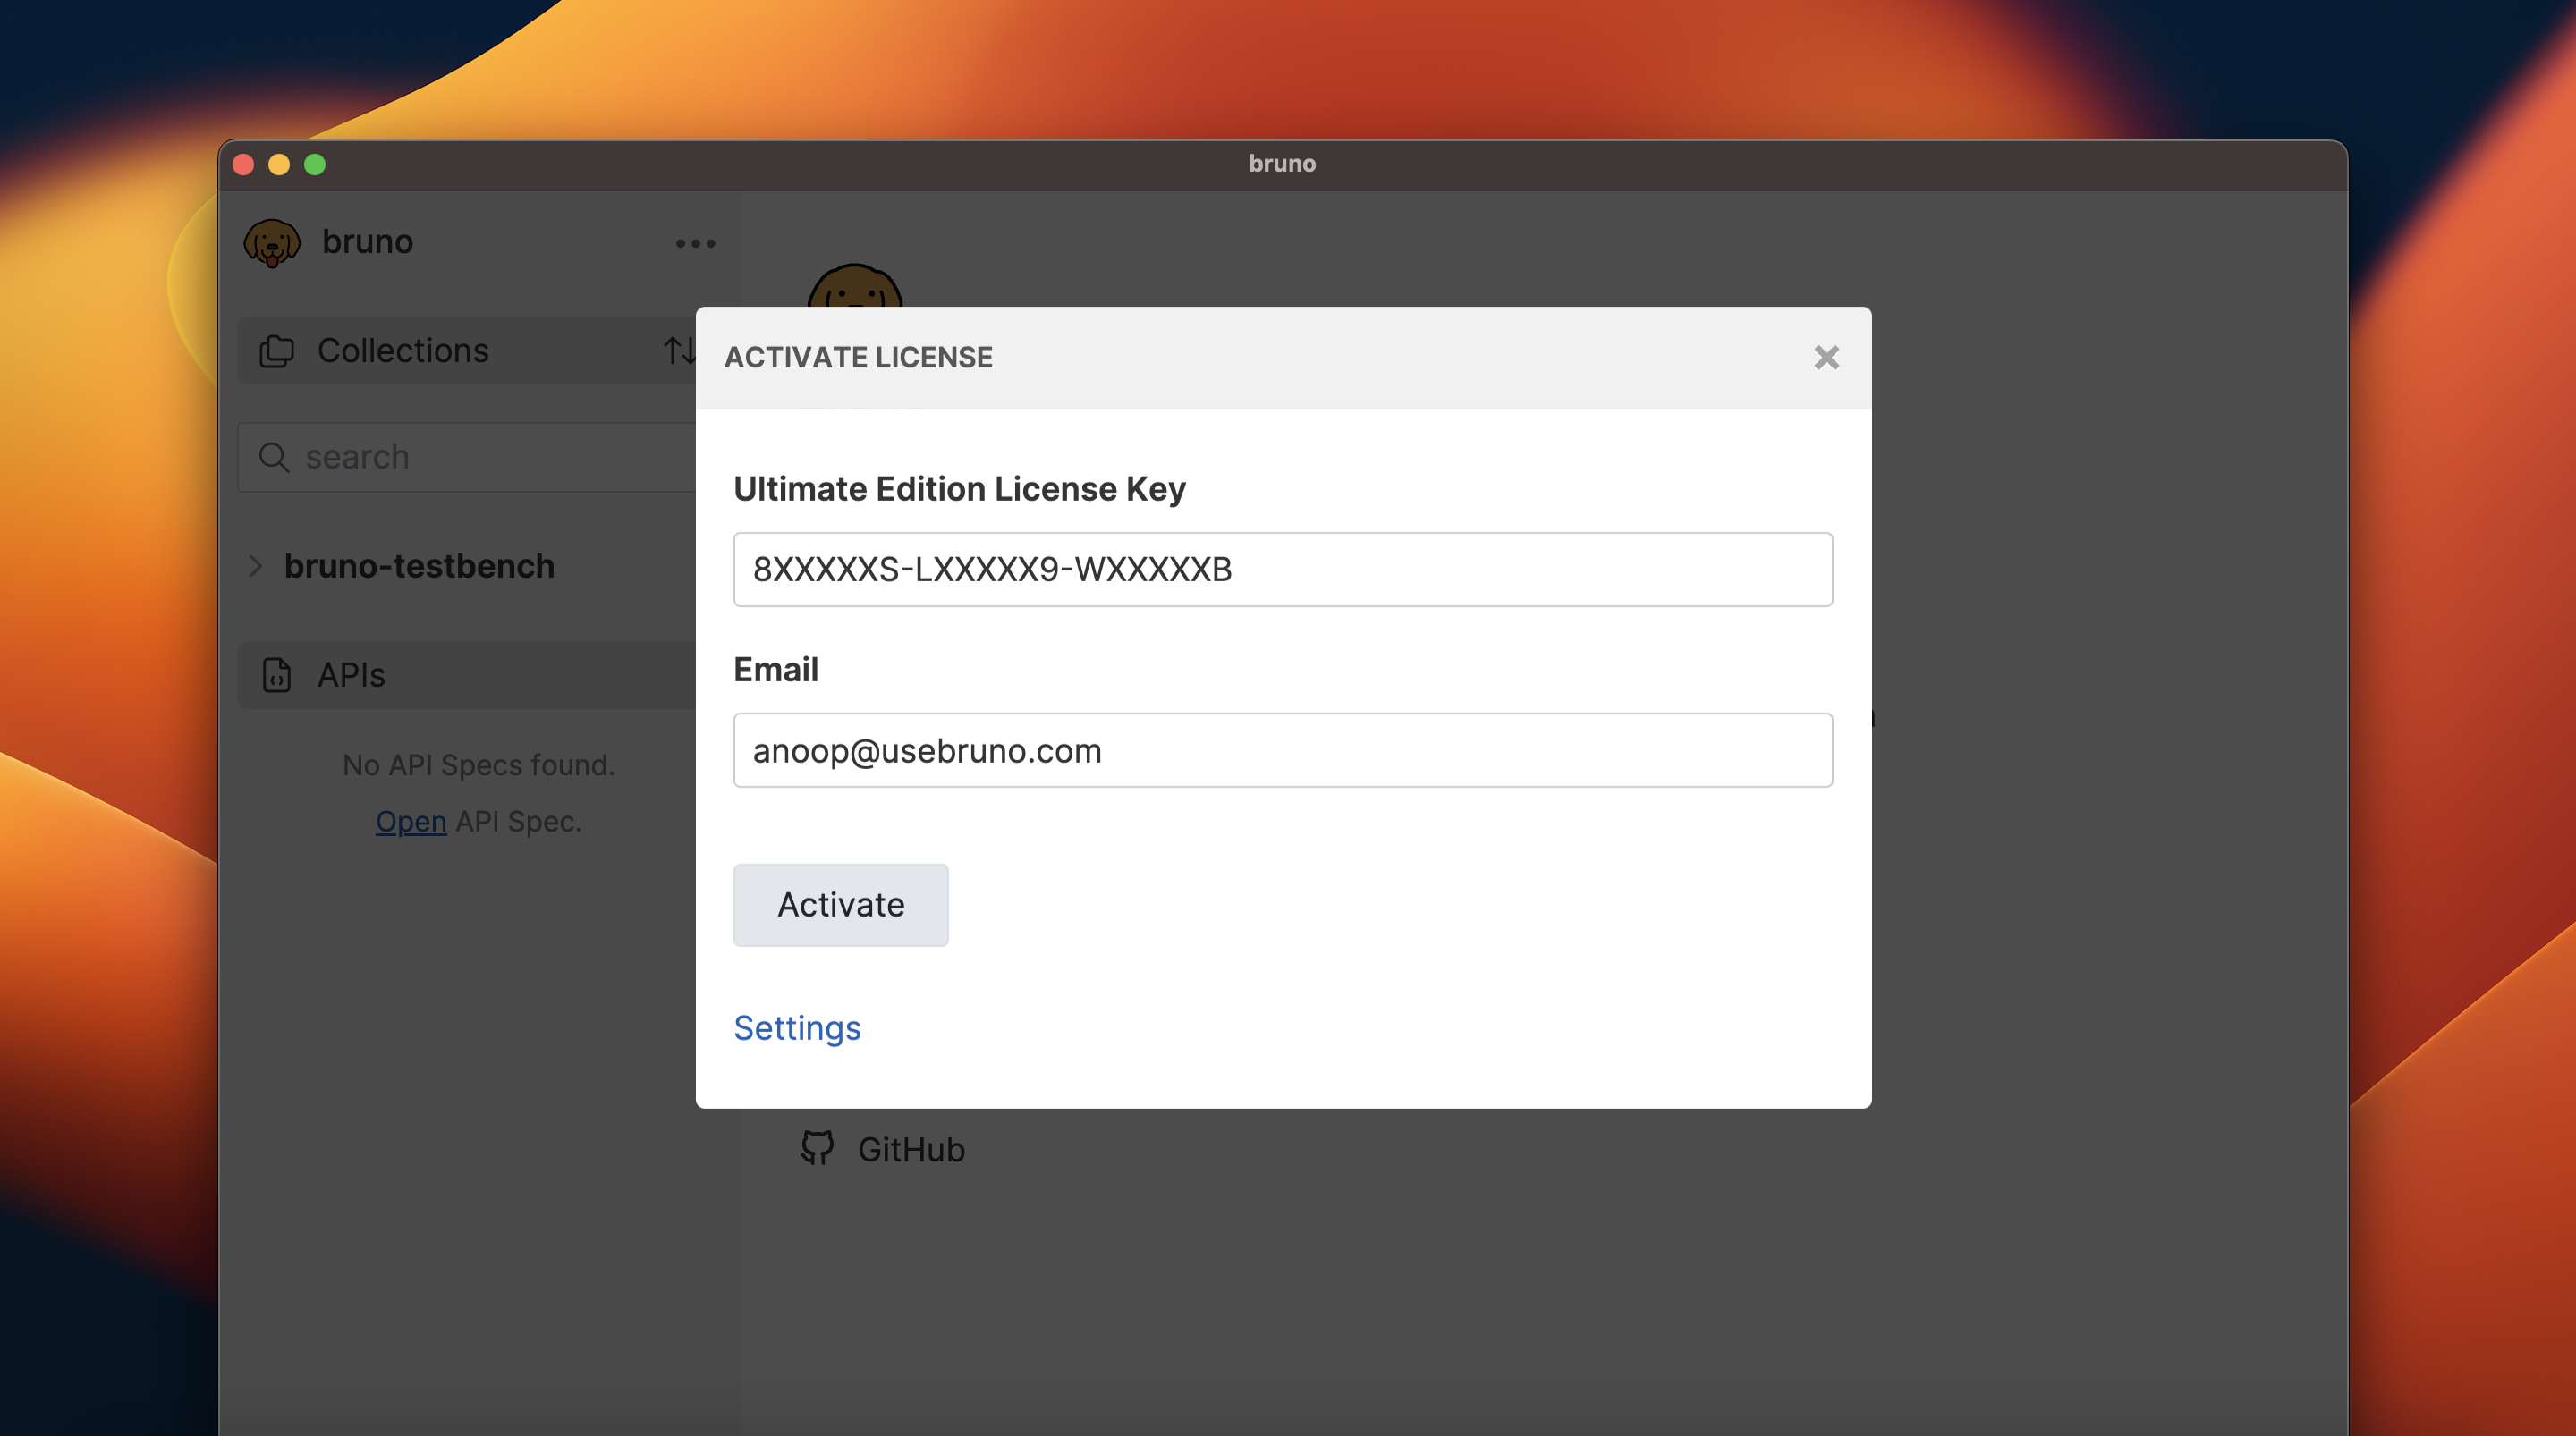 bruno
bruno
Collections
search
bruno-testbench
APIs
No API Specs found.
Open API Spec.
ACTIVATE LICENSE
Ultimate Edition License Key
8XXXXXS-LXXXXX9-WXXXXXB
Email
anoop@usebruno.com
Activate
Settings
GitHub